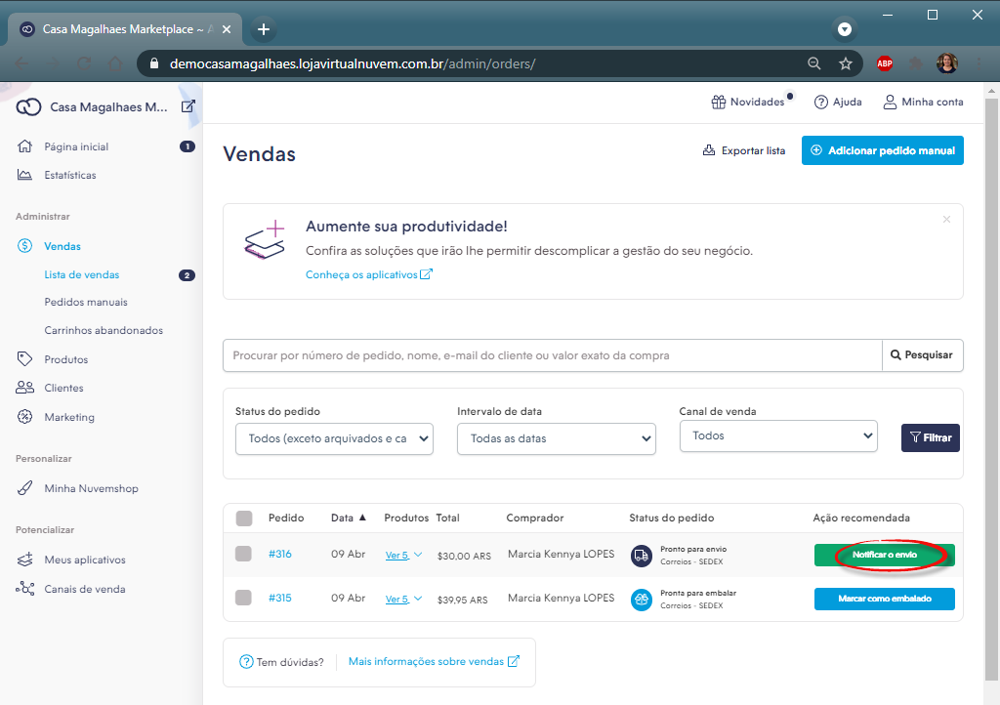 Casa Magalhaes Marketplace ~ A
democasamagalhaes.lojavirtualnuvem.com.br/admin/orders/
ABP
Casa Magalhaes M...
Novidades
Ajuda
Minha conta
Página inicial
1
Estatísticas
Administrar
Vendas
Lista de vendas
2
Pedidos manuais
Carrinhos abandonados
Produtos
Clientes
Marketing
Personalizar
Minha Nuvemshop
Potencializar
Meus aplicativos
Canais de venda
Vendas
Exportar lista
Adicionar pedido manual
Aumente sua produtividade!
Confira as soluções que irão lhe permitir descomplicar a gestão do seu negócio.
Conheça os aplicativos
Procurar por número de pedido, nome, e-mail do cliente ou valor exato da compra
Pesquisar
Status do pedido
Intervalo de data
Canal de venda
Todos (exceto arquivados e ca
Todas as datas
Todos
Filtrar
Pedido Data ▲ Produtos Total Comprador Status do pedido Ação recomendada
#316 09 Abr Ver 5 $30,00 ARS Marcia Kennya LOPES Pronto para envio Notificar o envio
Correios - SEDEX
#315 09 Abr Ver 5 $39,95 ARS Marcia Kennya LOPES Pronta para embalar Marcar como embalado
Correios - SEDEX
Tem dúvidas?
Mais informações sobre vendas